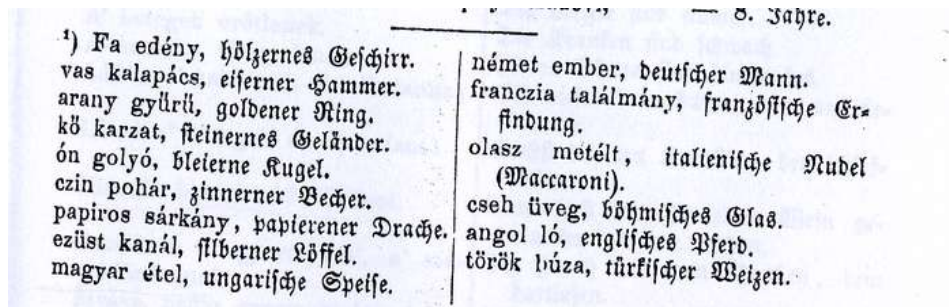 — 8. Jahre.
¹) Fa edény, hölzernes Geschirr.
vas kalapács, eiserner Hammer.
arany gyűrű, goldener Ring.
kő karzat, steinernes Geländer.
ón golyó, bleierne Kugel.
czin pohár, zinnerner Becher.
papiros sárkány, papierener Drache.
ezüst kanál, silberner Löffel.
magyar étel, ungarische Speise.
német ember, deutscher Mann.
franczia találmány, französische Er-
findung.
olasz metélt, italienische Nudel
(Maccaroni).
cseh üveg, böhmisches Glas.
angol ló, englisches Pferd.
török búza, türkischer Weizen.